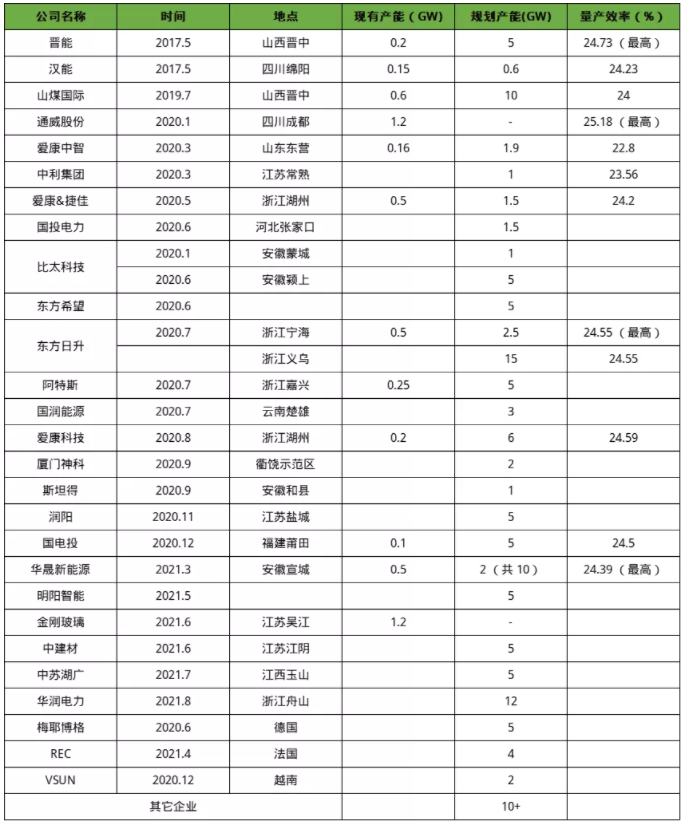 公司名称 时间 地点 现有产能（GW） 规划产能(GW) 量产效率（%）
晋能 2017.5 山西晋中 0.2 5 24.73（最高）
汉能 2017.5 四川绵阳 0.15 0.6 24.23
山煤国际 2019.7 山西晋中 0.6 10 24
通威股份 2020.1 四川成都 1.2 - 25.18（最高）
爱康中智 2020.3 山东东营 0.16 1.9 22.8
中利集团 2020.3 江苏常熟 1 23.56
爱康&捷佳 2020.5 浙江湖州 0.5 1.5 24.2
国投电力 2020.6 河北张家口 1.5
比太科技 2020.1 安徽蒙城 1
2020.6 安徽颍上 5
东方希望 2020.6 5
东方日升 2020.7 浙江宁海 0.5 2.5 24.55（最高）
浙江义乌 15 24.55
阿特斯 2020.7 浙江嘉兴 0.25 5
国润能源 2020.7 云南楚雄 3
爱康科技 2020.8 浙江湖州 0.2 6 24.59
厦门神科 2020.9 衢饶示范区 2
斯坦得 2020.9 安徽和县 1
润阳 2020.11 江苏盐城 5
国电投 2020.12 福建莆田 0.1 5 24.5
华晟新能源 2021.3 安徽宣城 0.5 2（共 10） 24.39（最高）
明阳智能 2021.5 5
金刚玻璃 2021.6 江苏吴江 1.2 -
中建材 2021.6 江苏江阴 5
中苏湖广 2021.7 江西玉山 5
华润电力 2021.8 浙江舟山 12
梅耶博格 2020.6 德国 5
REC 2021.4 法国 4
VSUN 2020.12 越南 2
其它企业 10+